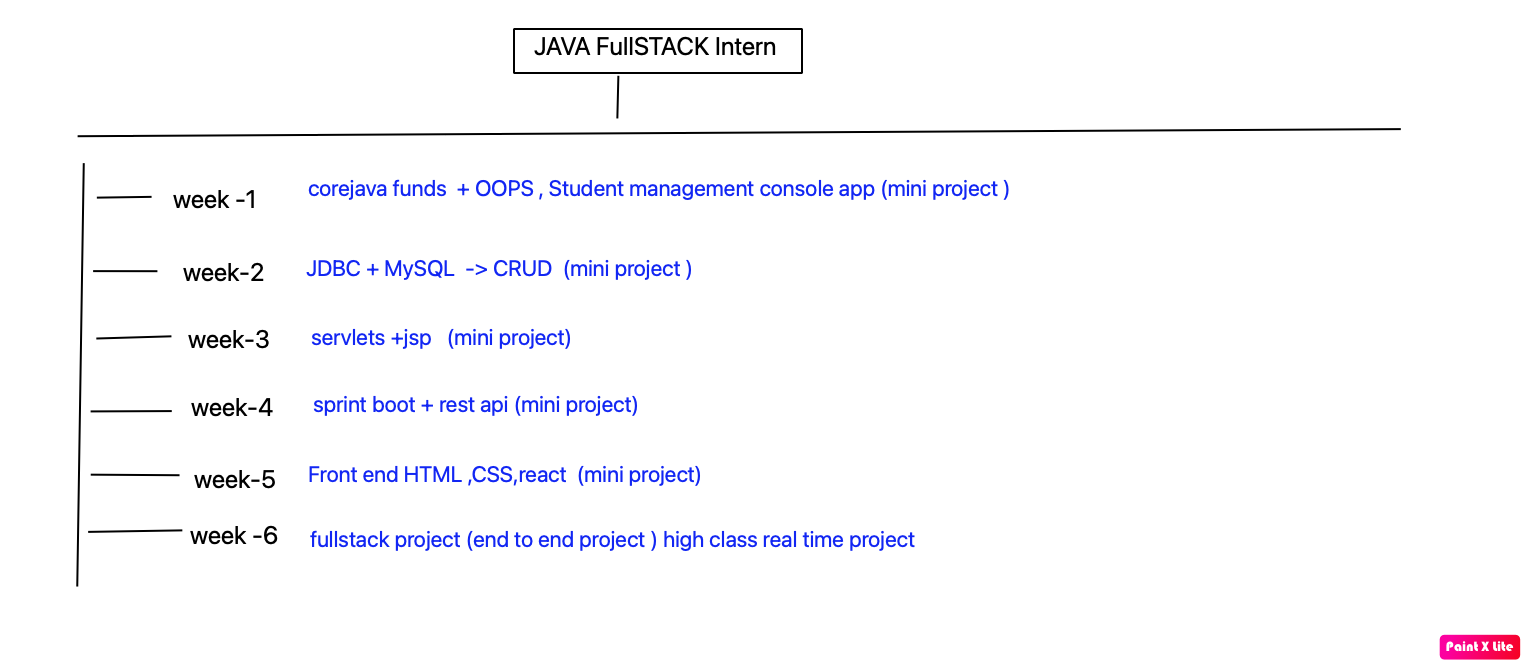 JAVA FullSTACK Intern
week -1 corejava funds + OOPS , Student management console app (mini project )
week-2 JDBC + MySQL -> CRUD (mini project )
week-3 servlets +jsp (mini project)
week-4 sprint boot + rest api (mini project)
week-5 Front end HTML ,CSS,react (mini project)
week -6 fullstack project (end to end project ) high class real time project
Paint X Lite